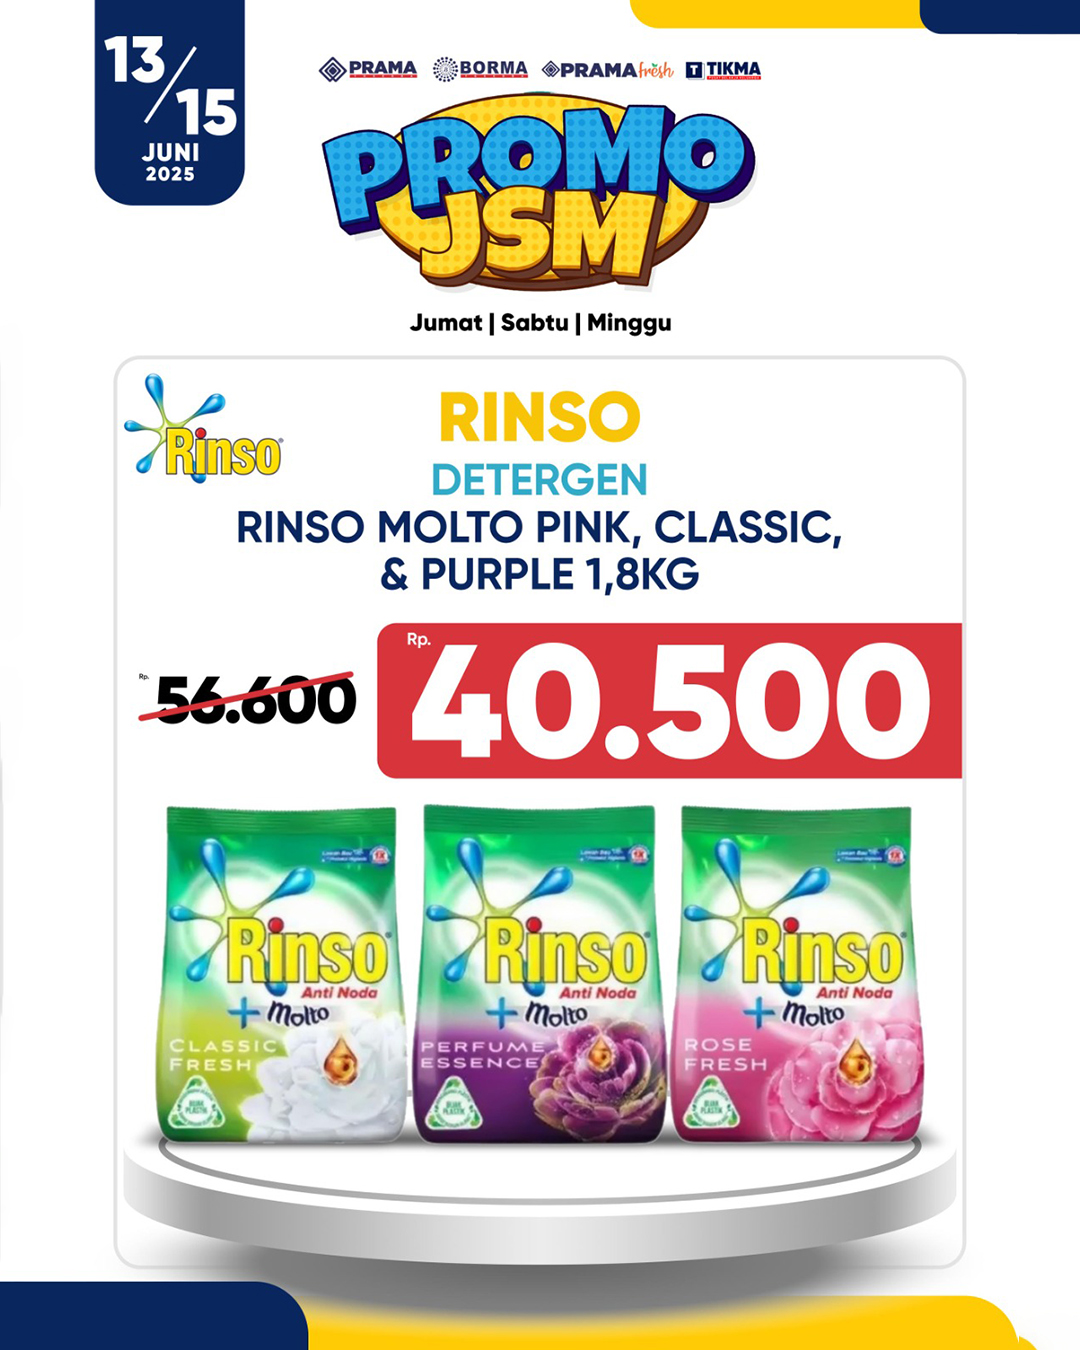 13/15
JUNI
2025
PRAMA BORMA PRAMA fresh TIKMA
PROMO
JSM
Jumat | Sabtu | Minggu
Rinso
RINSO
DETERGEN
RINSO MOLTO PINK, CLASSIC,
& PURPLE 1,8KG
Rp. 56.600
Rp. 40.500
Rinso
Anti Noda
+ Molto
CLASSIC
FRESH
Rinso
Anti Noda
+ Molto
PERFUME
ESSENCE
Rinso
Anti Noda
+ Molto
ROSE
FRESH